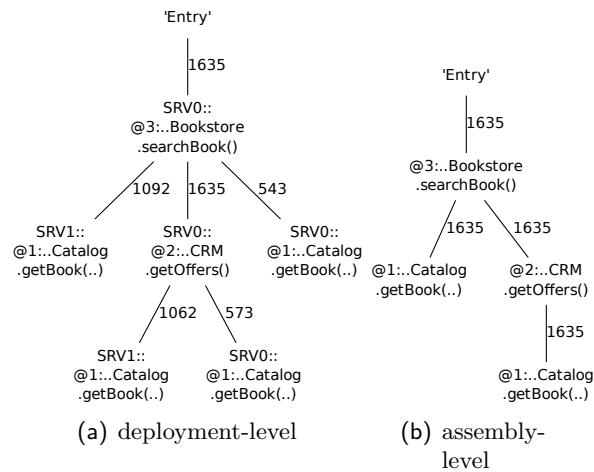 'Entry'
1635
SRV0::
@3:..Bookstore
.searchBook()
1092
1635
543
SRV1::
@1:..Catalog
.getBook(..)
SRV0::
@2:..CRM
.getOffers()
SRV0::
@1:..Catalog
.getBook(..)
1062
573
SRV1::
@1:..Catalog
.getBook(..)
SRV0::
@1:..Catalog
.getBook(..)
(a) deployment-level
'Entry'
1635
@3:..Bookstore
.searchBook()
1635
1635
@1:..Catalog
.getBook(..)
@2:..CRM
.getOffers()
1635
@1:..Catalog
.getBook(..)
(b) assembly-
level